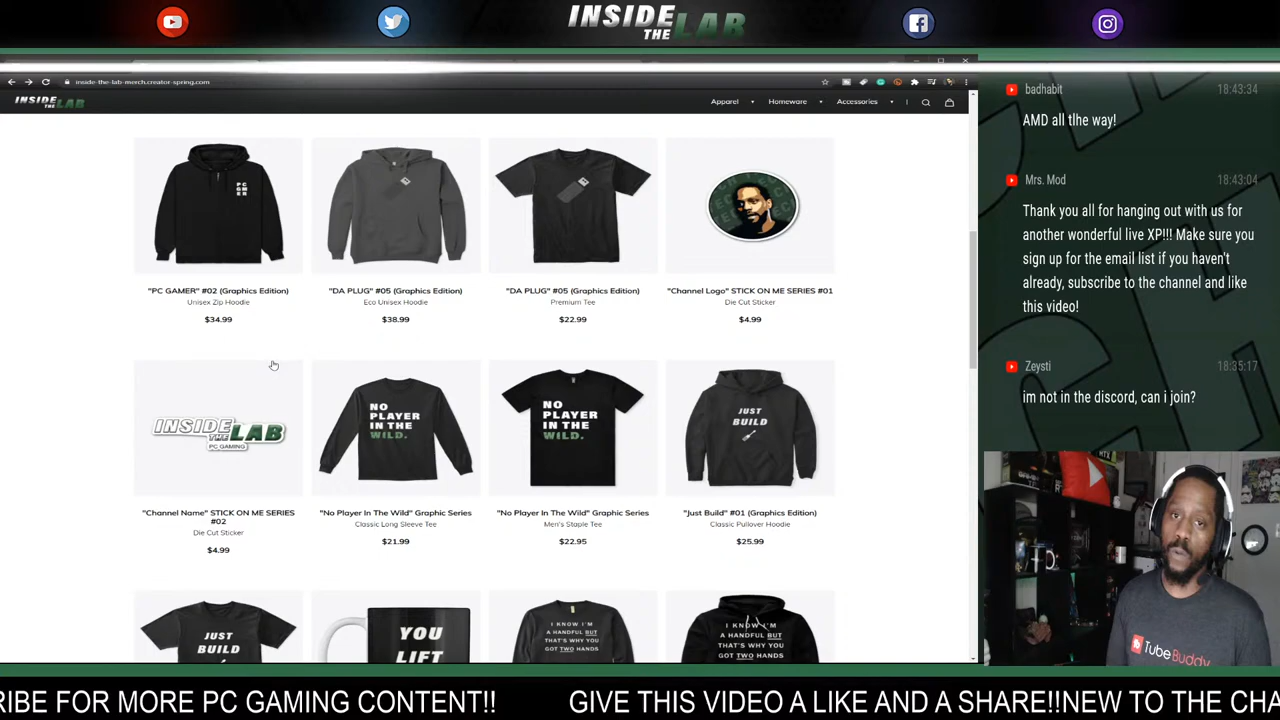 INSIDE THE LAB
inside-the-lab-merch.creator-spring.com
INSIDE THE LAB
Apparel
Homeware
Accessories
PC
GM
ER
"PC GAMER" #02 (Graphics Edition)
Unisex Zip Hoodie
$34.99
"DA PLUG" #05 (Graphics Edition)
Eco Unisex Hoodie
$38.99
"DA PLUG" #05 (Graphics Edition)
Premium Tee
$22.99
"Channel Logo" STICK ON ME SERIES #01
Die Cut Sticker
$4.99
INSIDE THE LAB
PC GAMING
"Channel Name" STICK ON ME SERIES
#02
Die Cut Sticker
$4.99
NO
PLAYER
IN THE
WILD.
"No Player In The Wild" Graphic Series
Classic Long Sleeve Tee
$21.99
NO
PLAYER
IN THE
WILD.
"No Player In The Wild" Graphic Series
Men's Staple Tee
$22.95
JUST
BUILD
"Just Build" #01 (Graphics Edition)
Classic Pullover Hoodie
$25.99
JUST
BUILD
YOU
LIFT
I KNOW I'M
A HANDFUL BUT
THAT'S WHY YOU
GOT TWO HANDS
I KNOW I'M
A HANDFUL BUT
THAT'S WHY YOU
GOT TWO HANDS
badhabit 18:43:34
AMD all tlhe way!
Mrs. Mod 18:43:04
Thank you all for hanging out with us for
another wonderful live XP!!! Make sure you
sign up for the email list if you haven't
already, subscribe to the channel and like
this video!
Zeysti 18:35:17
im not in the discord, can i join?
TubeBuddy
RIBE FOR MORE PC GAMING CONTENT!! GIVE THIS VIDEO A LIKE AND A SHARE!!NEW TO THE CHA